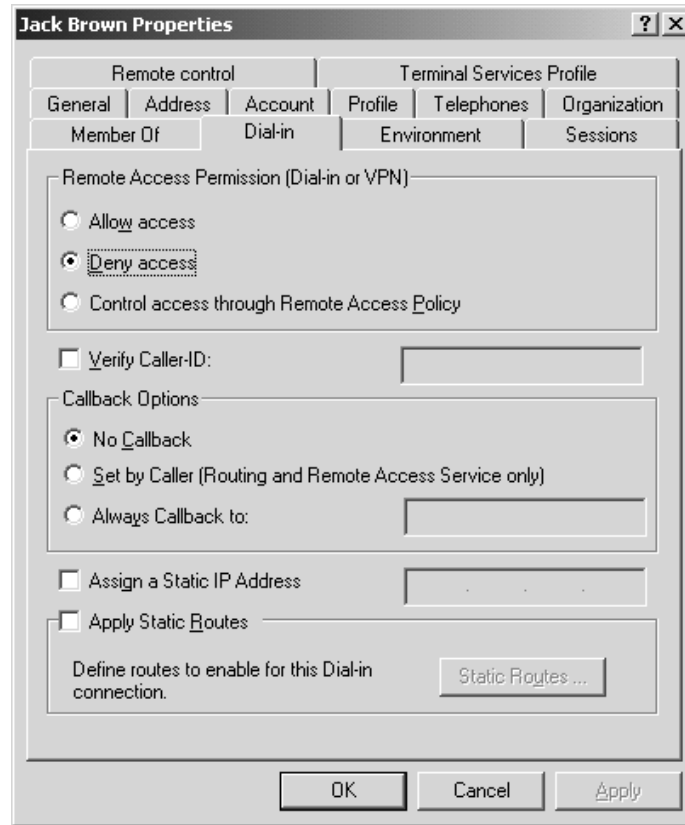 Jack Brown Properties
Remote control Terminal Services Profile
General Address Account Profile Telephones Organization
Member Of Dial-in Environment Sessions
Remote Access Permission (Dial-in or VPN)
Allow access
Deny access
Control access through Remote Access Policy
Verify Caller-ID:
Callback Options
No Callback
Set by Caller (Routing and Remote Access Service only)
Always Callback to:
Assign a Static IP Address
Apply Static Routes
Define routes to enable for this Dial-in
connection.
Static Routes ...
OK Cancel Apply